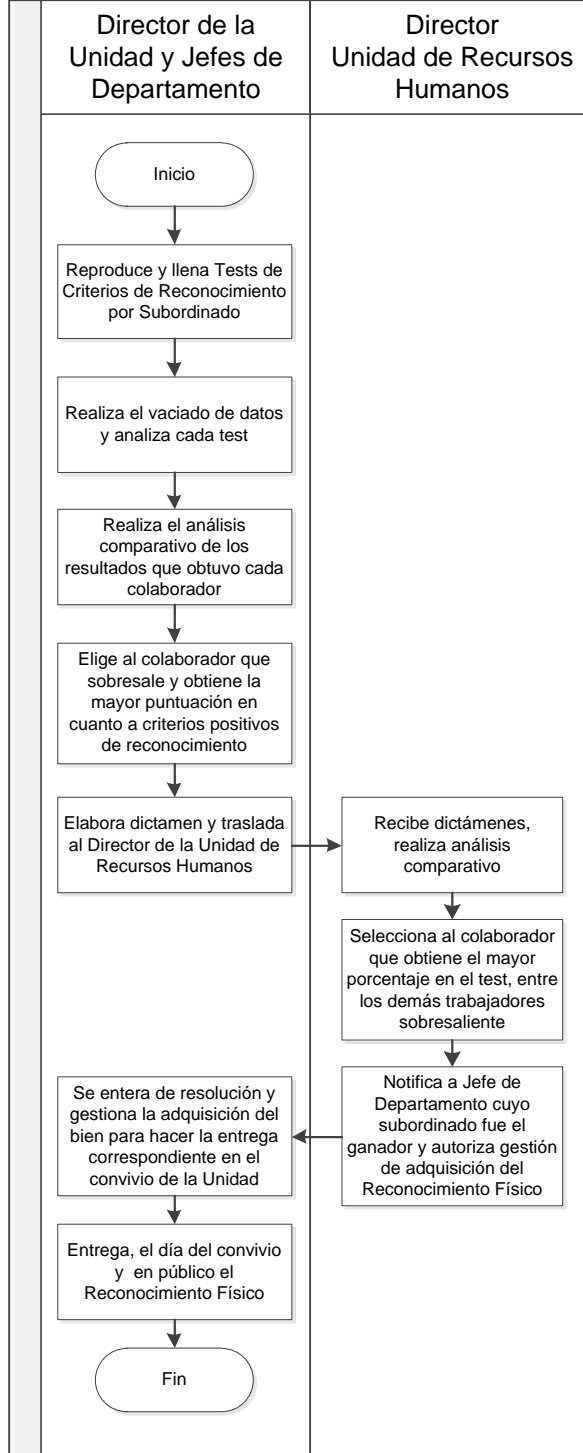 Director de la
Unidad y Jefes de
Departamento
Director
Unidad de Recursos
Humanos
Inicio
Reproduce y llena Tests de
Criterios de Reconocimiento
por Subordinado
Realiza el vaciado de datos
y analiza cada test
Realiza el análisis
comparativo de los
resultados que obtuvo cada
colaborador
Elige al colaborador que
sobresale y obtiene la
mayor puntuación en
cuanto a criterios positivos
de reconocimiento
Elabora dictamen y traslada
al Director de la Unidad de
Recursos Humanos
Recibe dictámenes,
realiza análisis
comparativo
Selecciona al colaborador
que obtiene el mayor
porcentaje en el test, entre
los demás trabajadores
sobresaliente
Notifica a Jefe de
Departamento cuyo
subordinado fue el
ganador y autoriza gestión
de adquisición del
Reconocimiento Físico
Se entera de resolución y
gestiona la adquisición del
bien para hacer la entrega
correspondiente en el
convivio de la Unidad
Entrega, el día del convivio
y  en público el
Reconocimiento Físico
Fin